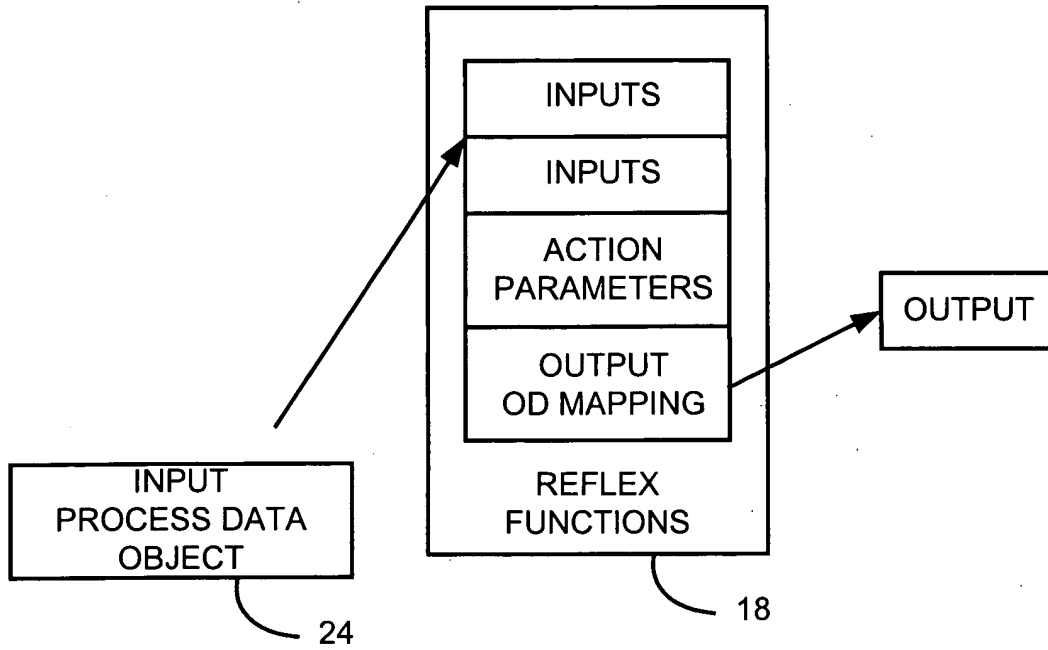 INPUTS
INPUTS
ACTION
PARAMETERS
OUTPUT
OD MAPPING
REFLEX
FUNCTIONS
18
OUTPUT
INPUT
PROCESS DATA
OBJECT
24